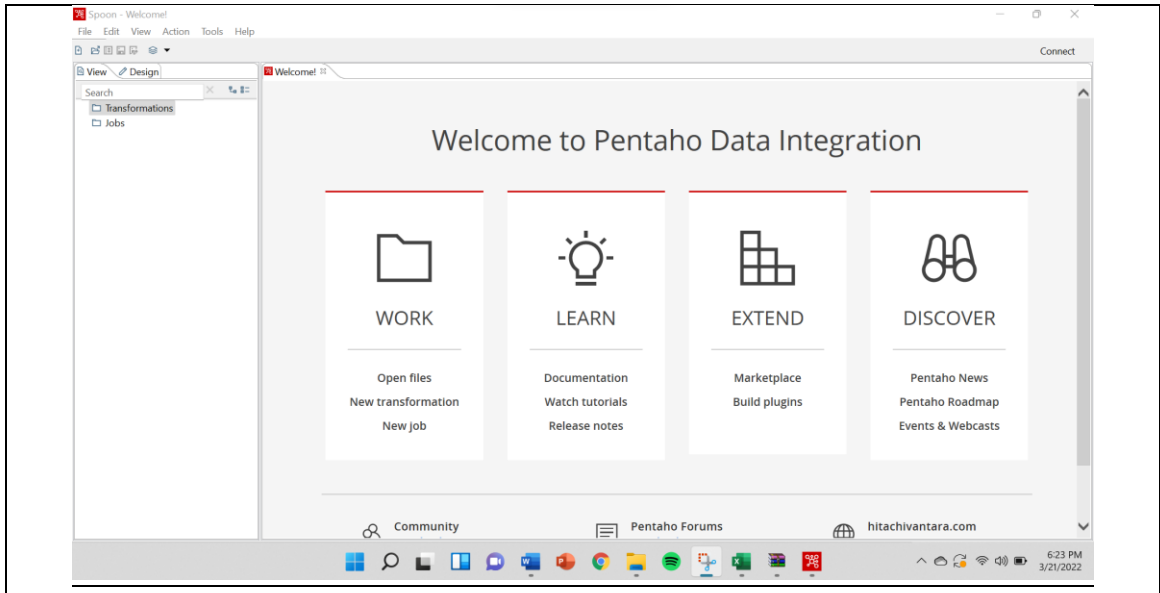 Spoon - Welcome!
File Edit View Action Tools Help
Connect
View Design
Welcome!
Search
Transformations
Jobs
Welcome to Pentaho Data Integration
WORK
Open files
New transformation
New job
LEARN
Documentation
Watch tutorials
Release notes
EXTEND
Marketplace
Build plugins
DISCOVER
Pentaho News
Pentaho Roadmap
Events & Webcasts
Community
Pentaho Forums
hitachivantara.com
6:23 PM
3/21/2022